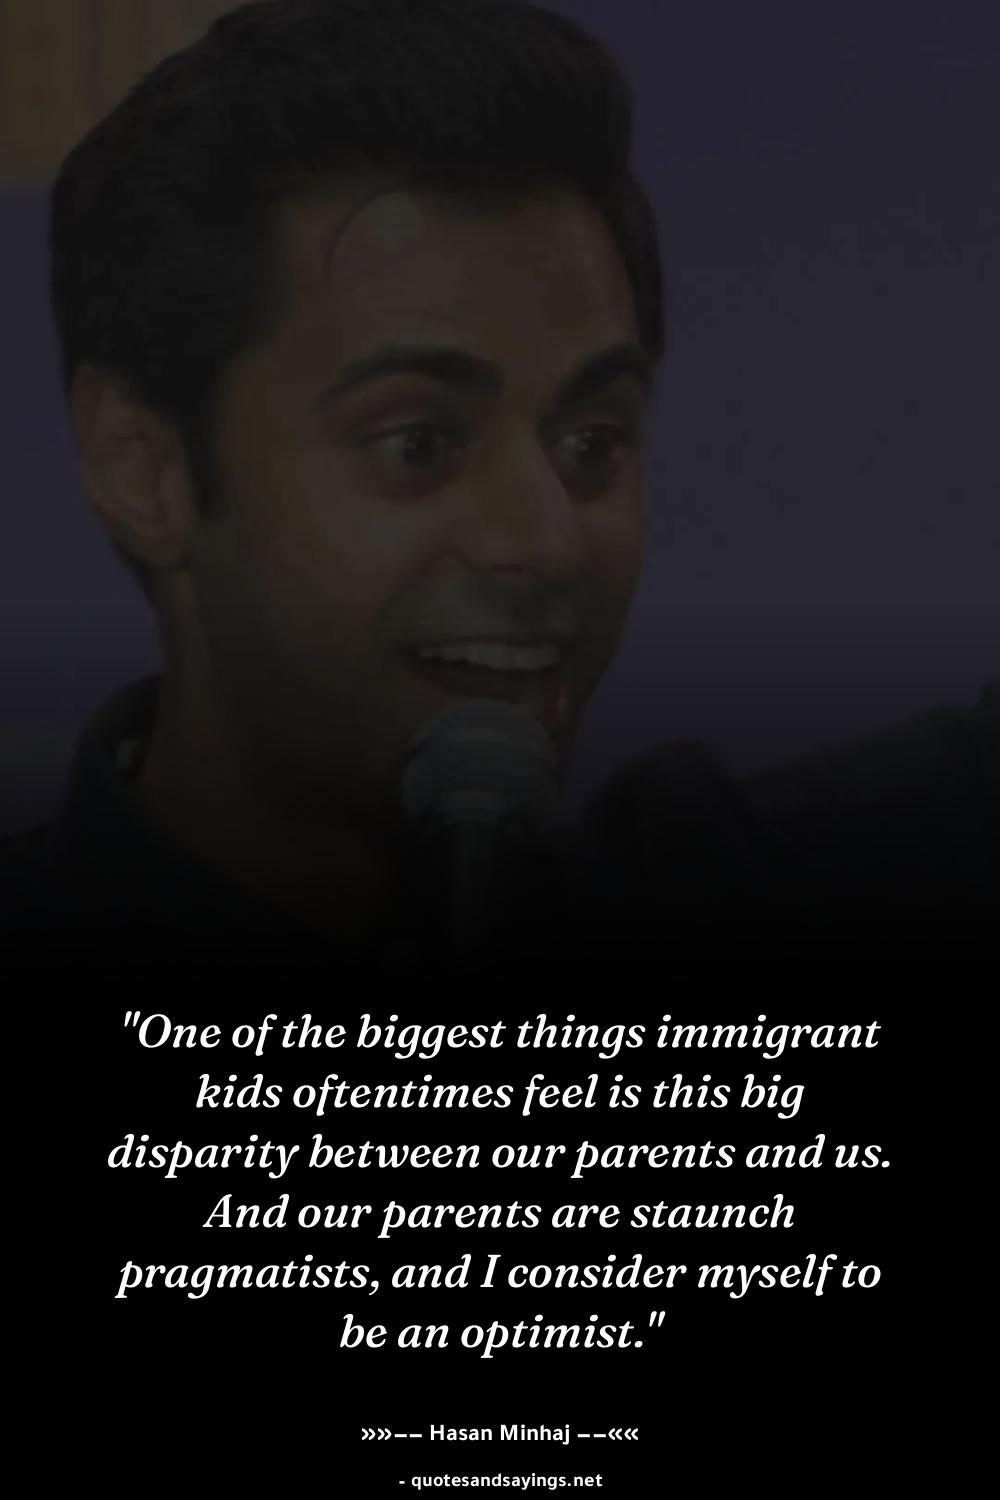 "One of the biggest things immigrant
kids oftentimes feel is this big
disparity between our parents and us.
And our parents are staunch
pragmatists, and I consider myself to
be an optimist."
»»−− Hasan Minhaj −−««
- quotesandsayings.net